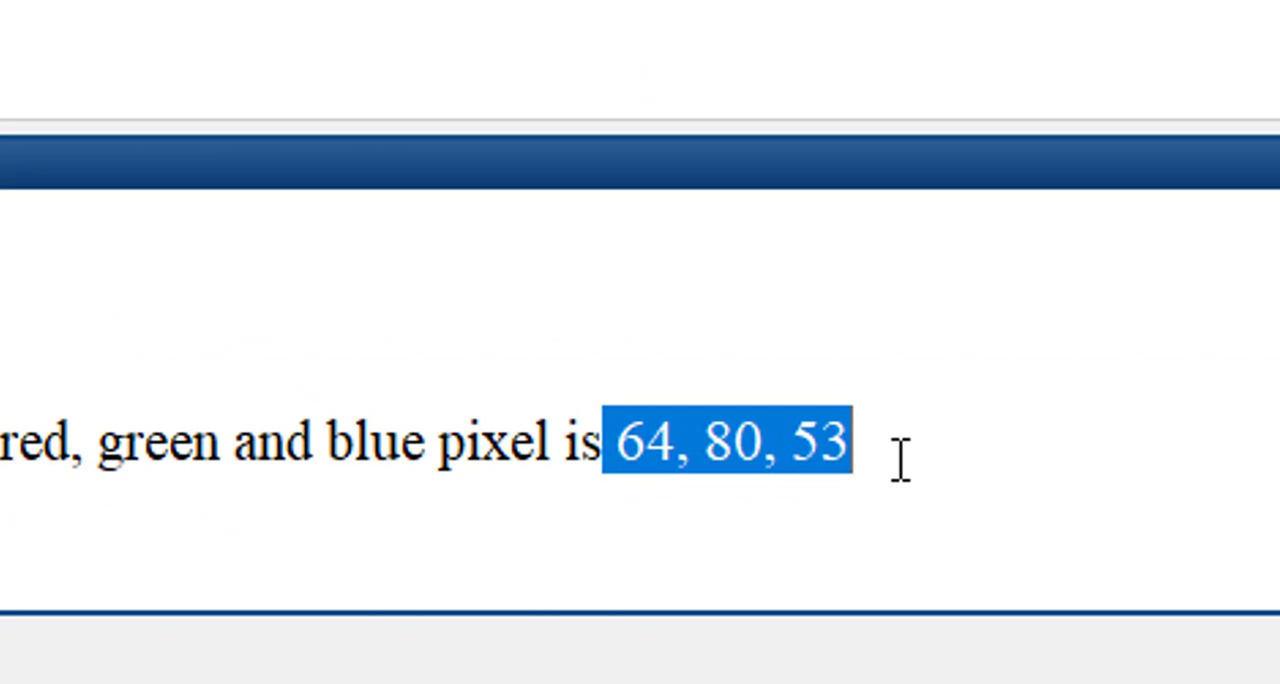 red, green and blue pixel is 64, 80, 53